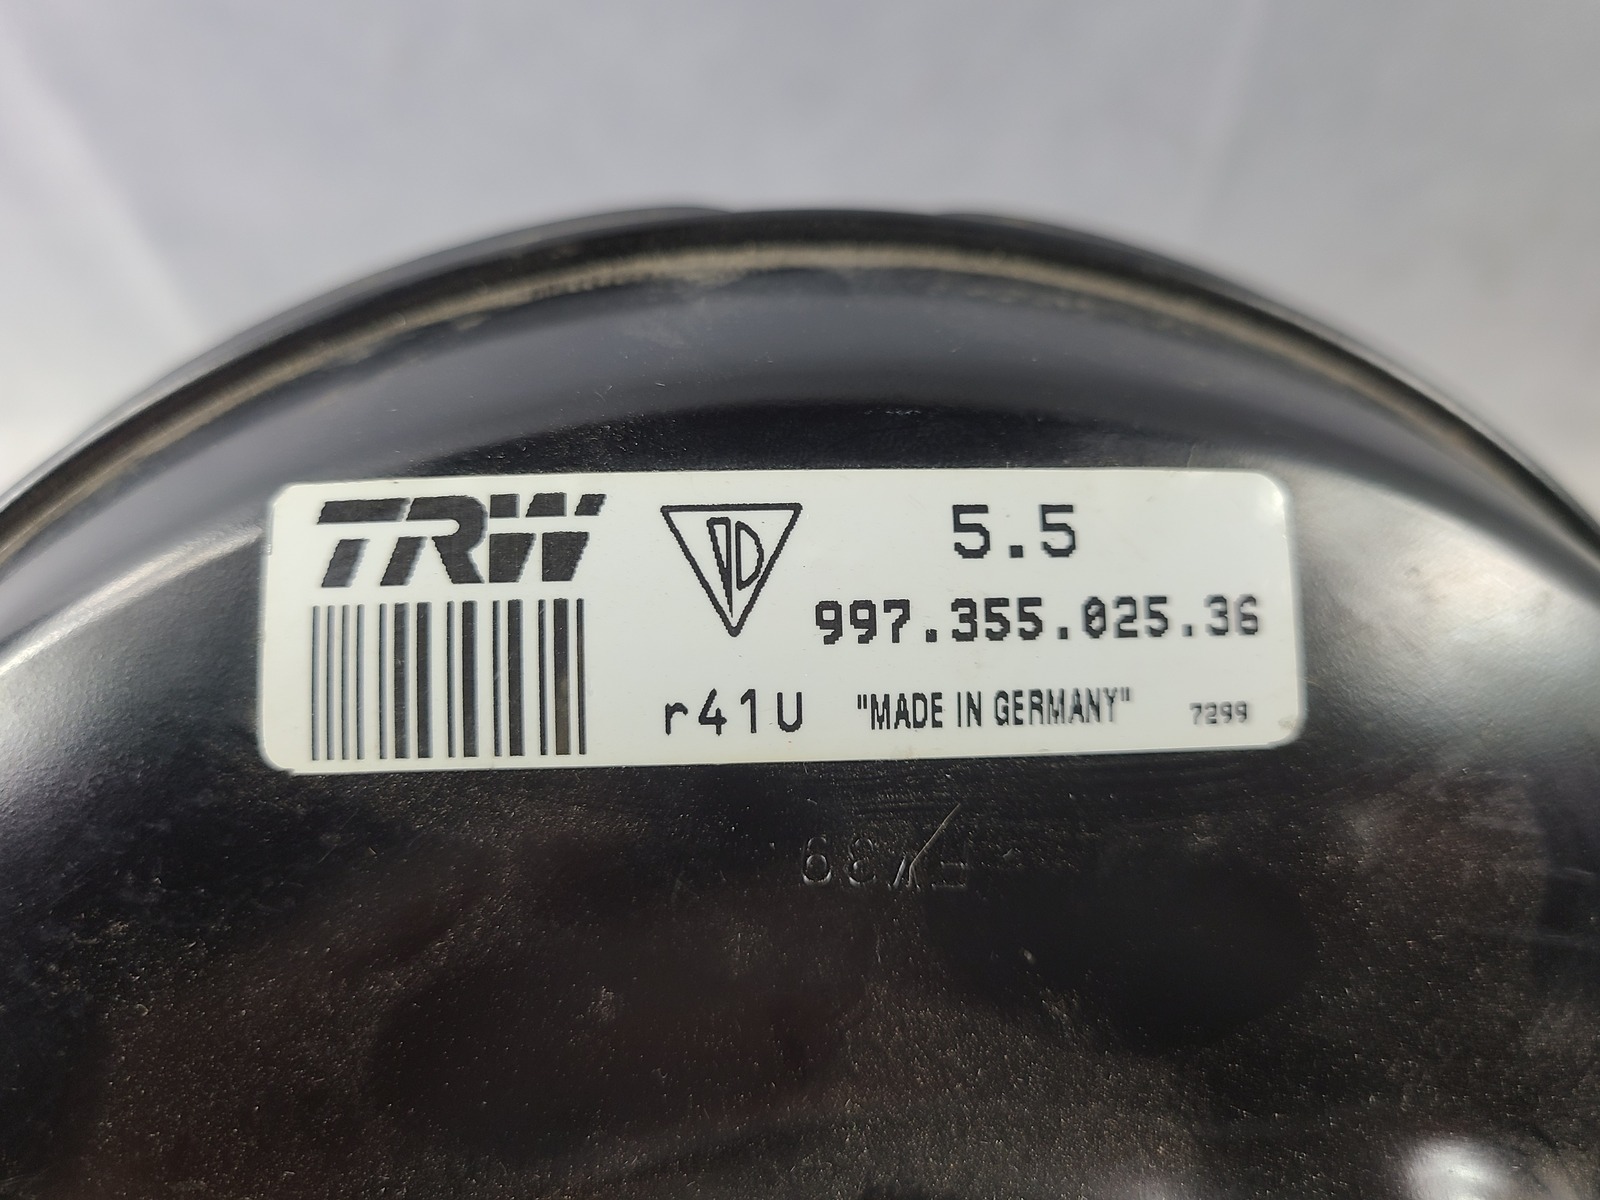 TRW
5.5
997.355.025.36
r41U "MADE IN GERMANY" 7299